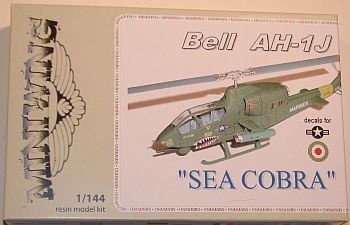 MINIWING
1/144
resin model kit
Bell AH-1J
MARINES
decals for
"SEA COBRA"